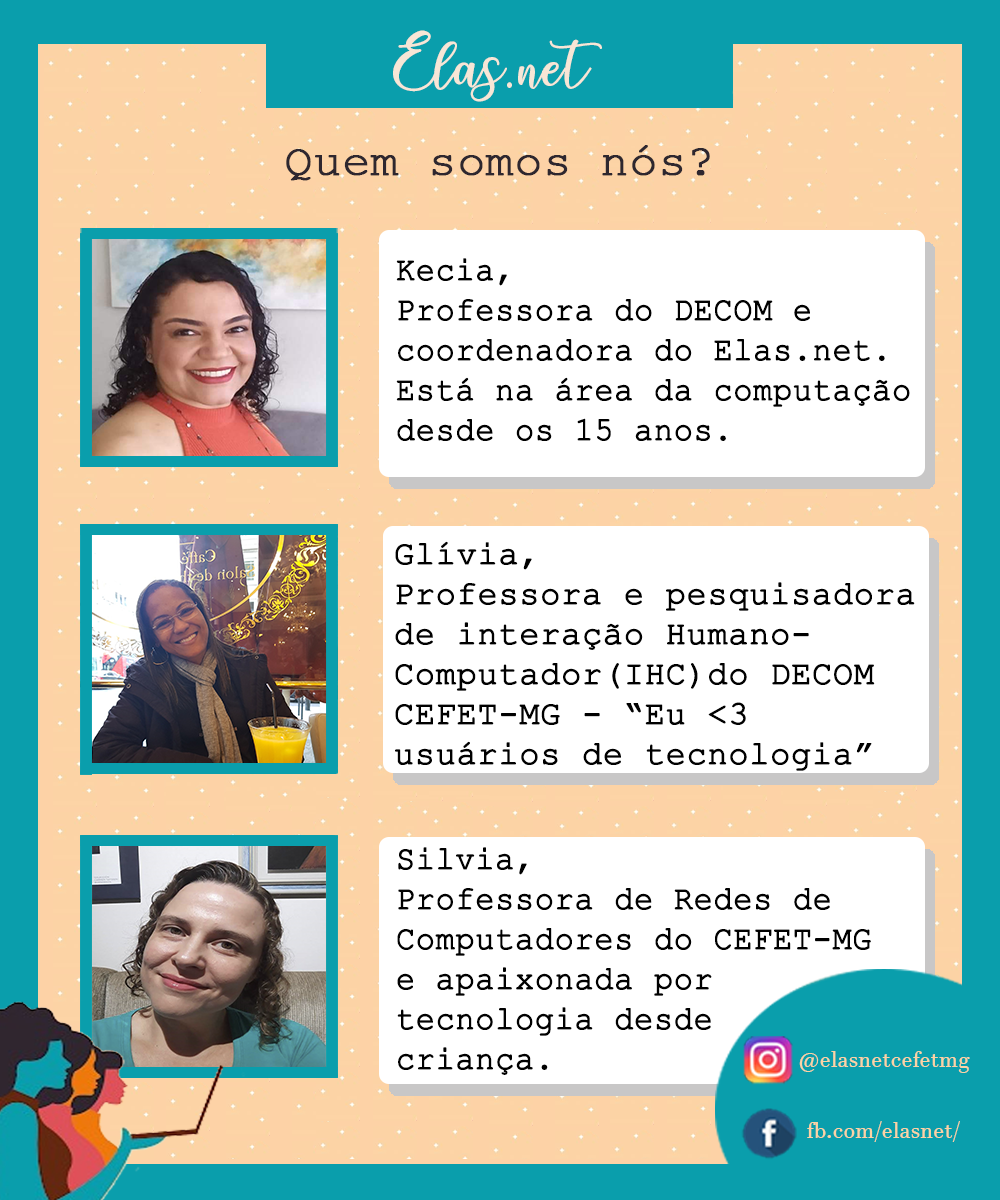 Elas.net
Quem somos nós?
Kecia,
Professora do DECOM e
coordenadora do Elas.net.
Está na área da computação
desde os 15 anos.
Caffè
Salon de
Glívia,
Professora e pesquisadora
de interação Humano-
Computador(IHC)do DECOM
CEFET-MG - “Eu <3
usuários de tecnologia”
Silvia,
Professora de Redes de
Computadores do CEFET-MG
e apaixonada por
tecnologia desde
criança.
@elasnetcefetmg
fb.com/elasnet/